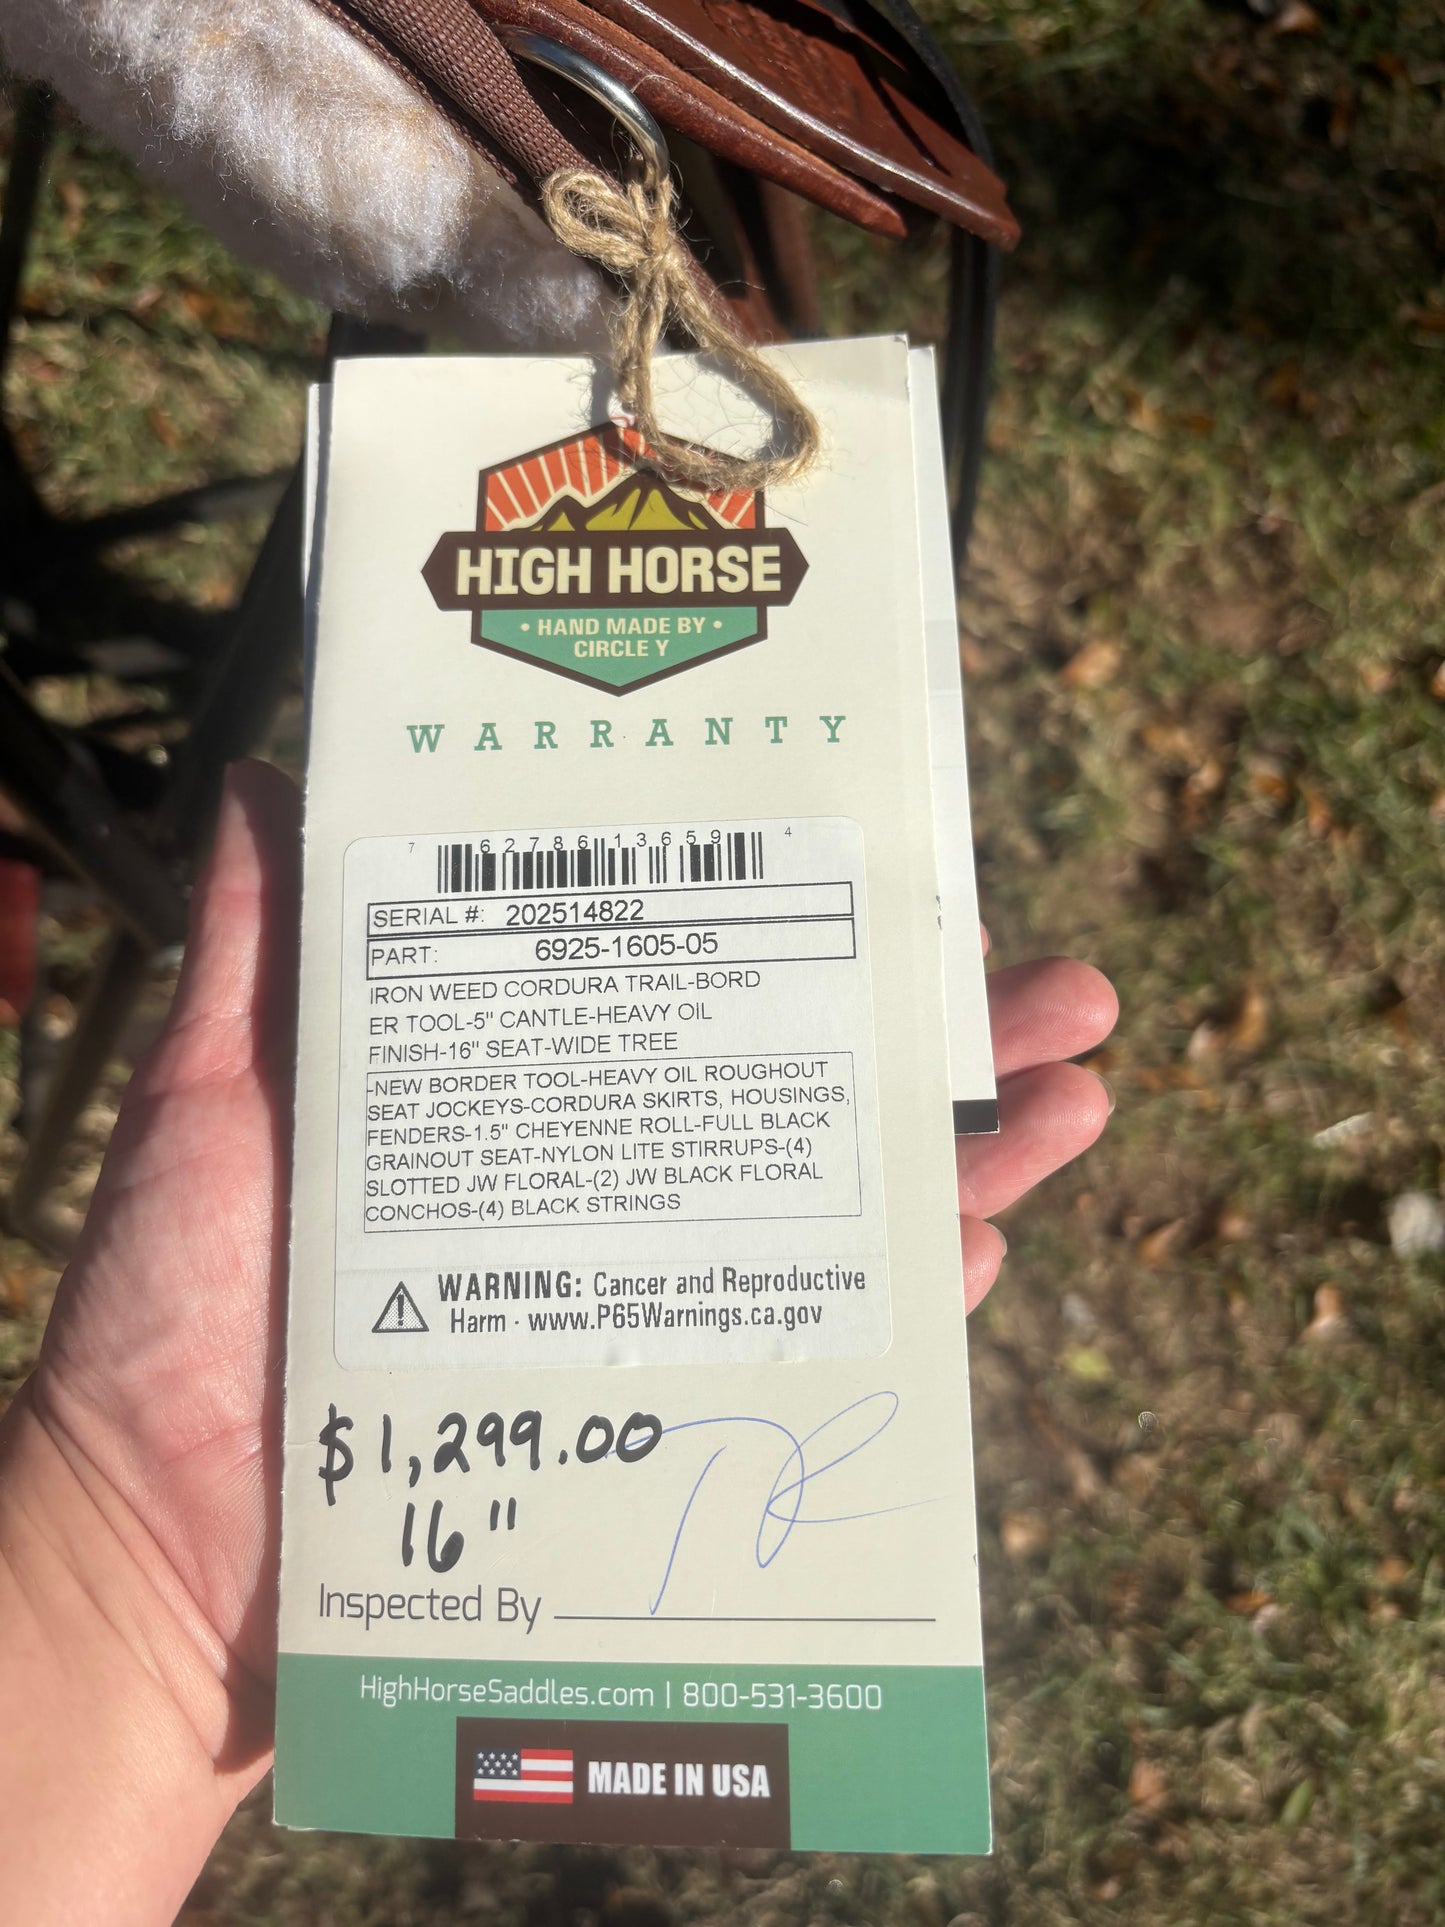 HIGH HORSE
• HAND MADE BY •
CIRCLE Y
WARRANTY
7 62786 13659 4
SERIAL #: 202514822
PART: 6925-1605-05
IRON WEED CORDURA TRAIL-BORD
ER TOOL-5" CANTLE-HEAVY OIL
FINISH-16" SEAT-WIDE TREE
-NEW BORDER TOOL-HEAVY OIL ROUGHOUT
SEAT JOCKEYS-CORDURA SKIRTS, HOUSINGS,
FENDERS-1.5" CHEYENNE ROLL-FULL BLACK
GRAINOUT SEAT-NYLON LITE STIRRUPS-(4)
SLOTTED JW FLORAL-(2) JW BLACK FLORAL
CONCHOS-(4) BLACK STRINGS
WARNING: Cancer and Reproductive
Harm - www.P65Warnings.ca.gov
$1,299.00
16"
Inspected By
HighHorseSaddles.com | 800-531-3600
MADE IN USA